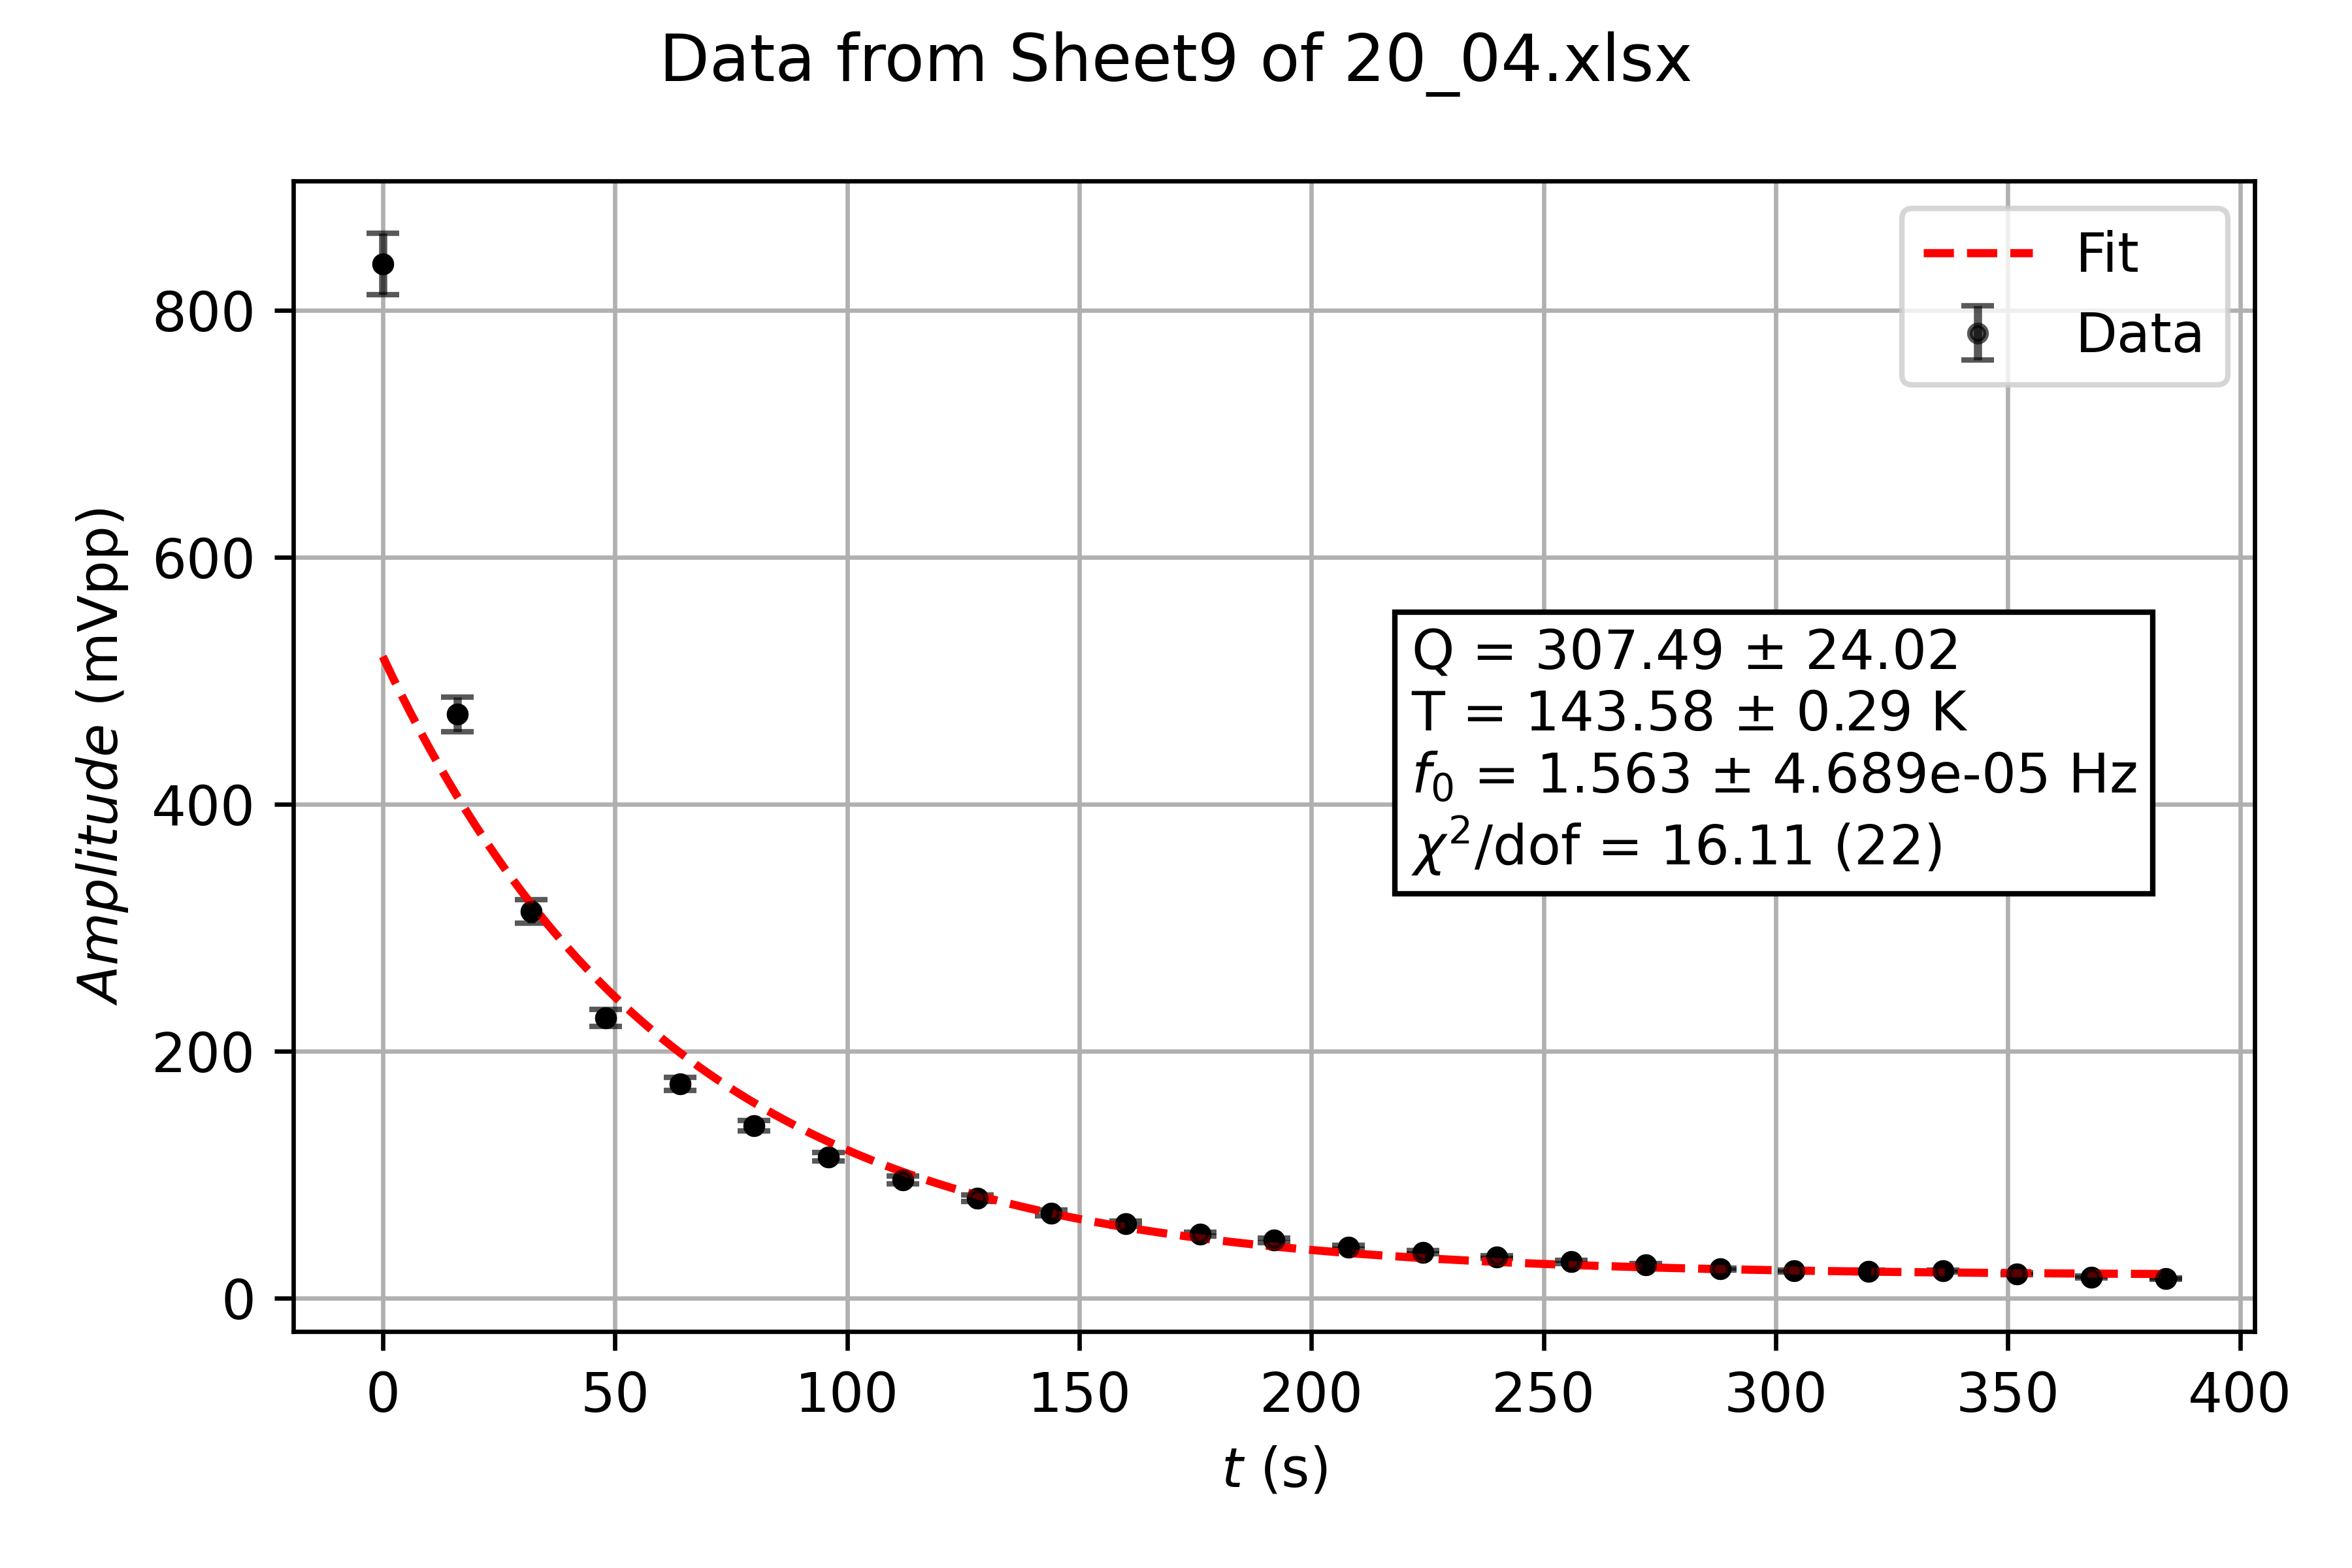 Data from Sheet9 of 20_04.xlsx
Fit
Data
Amplitude (mVpp)
800
600
400
200
0
Q = 307.49 ± 24.02
T = 143.58 ± 0.29 K
f₀ = 1.563 ± 4.689e-05 Hz
χ²/dof = 16.11 (22)
0 50 100 150 200 250 300 350 400
t (s)